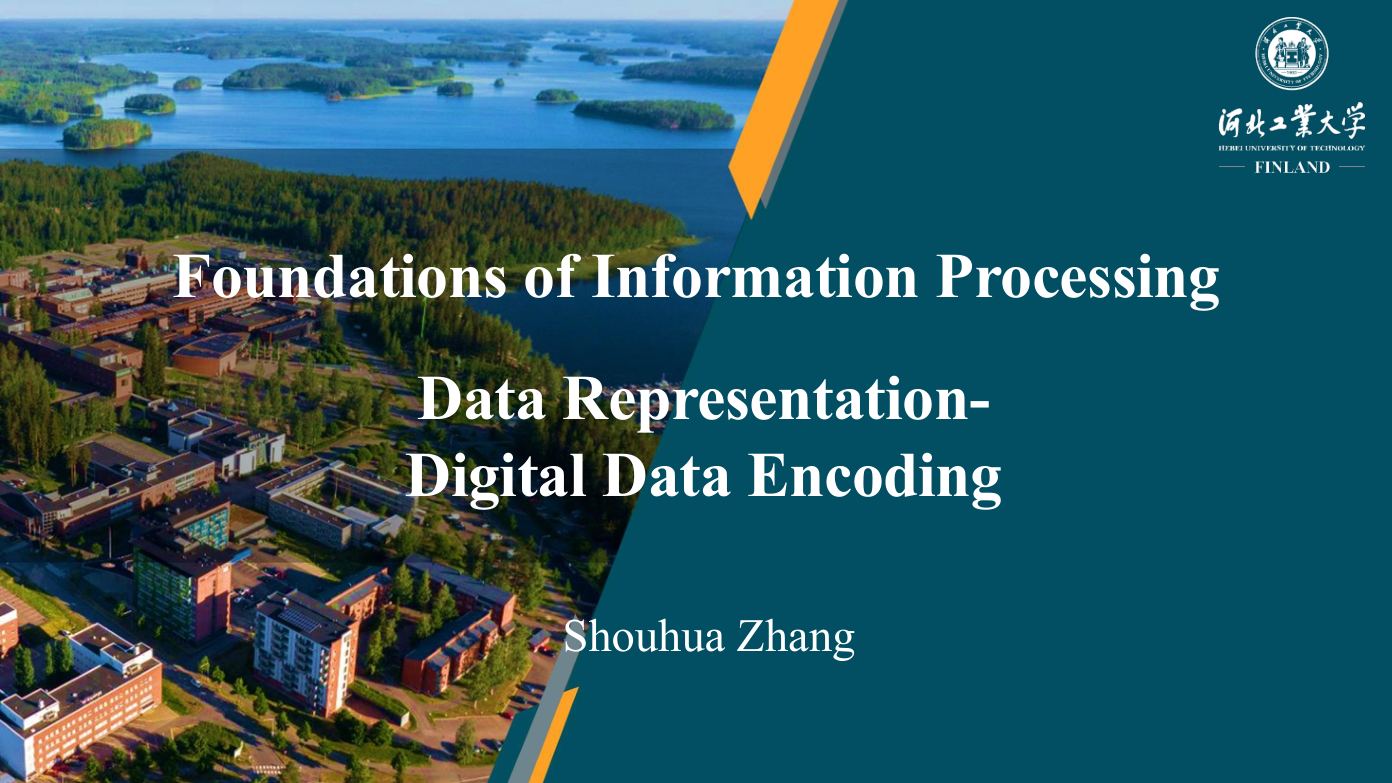 河北工業大学
HEBEI UNIVERSITY OF TECHNOLOGY
FINLAND
Foundations of Information Processing
Data Representation-
Digital Data Encoding
Shouhua Zhang